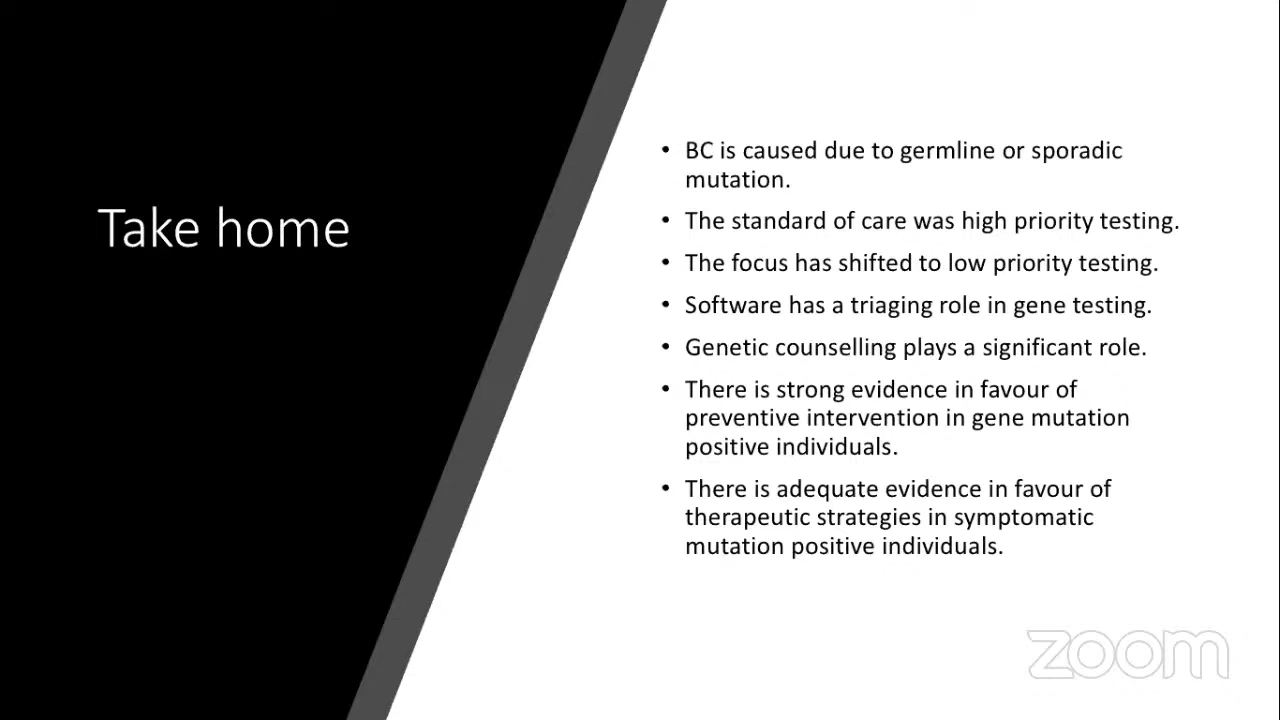 Take home
• BC is caused due to germline or sporadic
mutation.
• The standard of care was high priority testing.
• The focus has shifted to low priority testing.
• Software has a triaging role in gene testing.
• Genetic counselling plays a significant role.
• There is strong evidence in favour of
preventive intervention in gene mutation
positive individuals.
• There is adequate evidence in favour of
therapeutic strategies in symptomatic
mutation positive individuals.
zoom